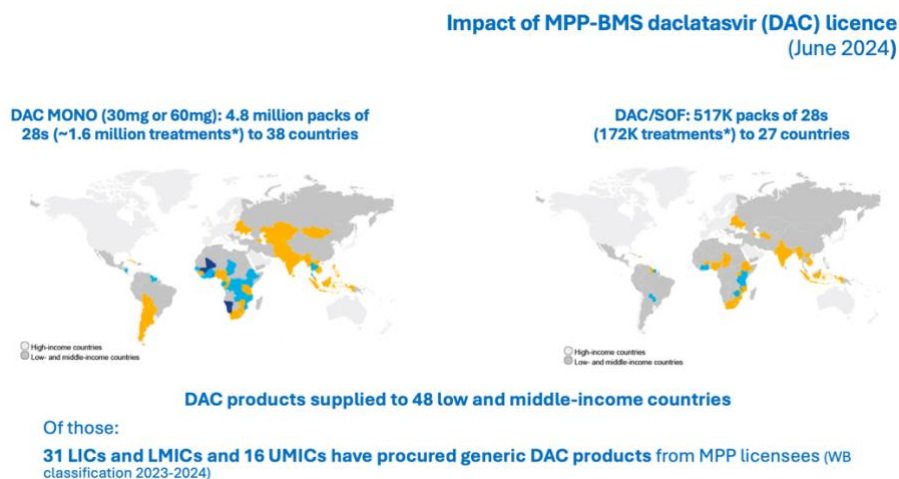 Impact of MPP-BMS daclatasvir (DAC) licence
(June 2024)
DAC MONO (30mg or 60mg): 4.8 million packs of
28s (~1.6 million treatments*) to 38 countries
DAC/SOF: 517K packs of 28s
(172K treatments*) to 27 countries
High-income countries
Low- and middle-income countries
High-income countries
Low- and middle-income countries
DAC products supplied to 48 low and middle-income countries
Of those:
31 LICs and LMICs and 16 UMICs have procured generic DAC products from MPP licensees (WB
classification 2023-2024)